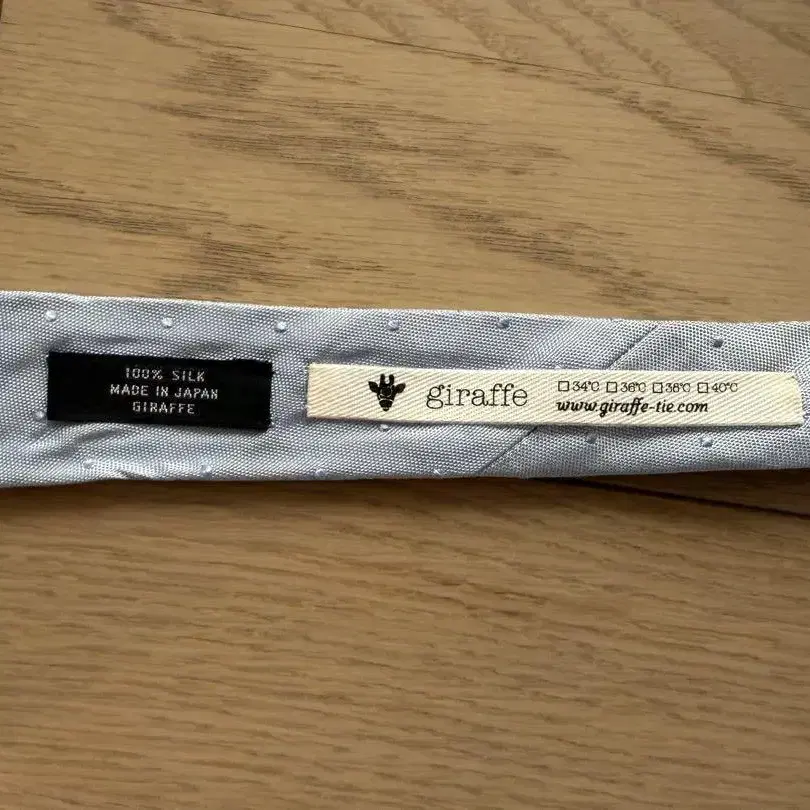 100% SILK
MADE IN JAPAN
GIRAFFE
giraffe
☐ 34℃ ☐ 36℃ ☐ 38℃ ☐ 40℃
www.giraffe-tie.com